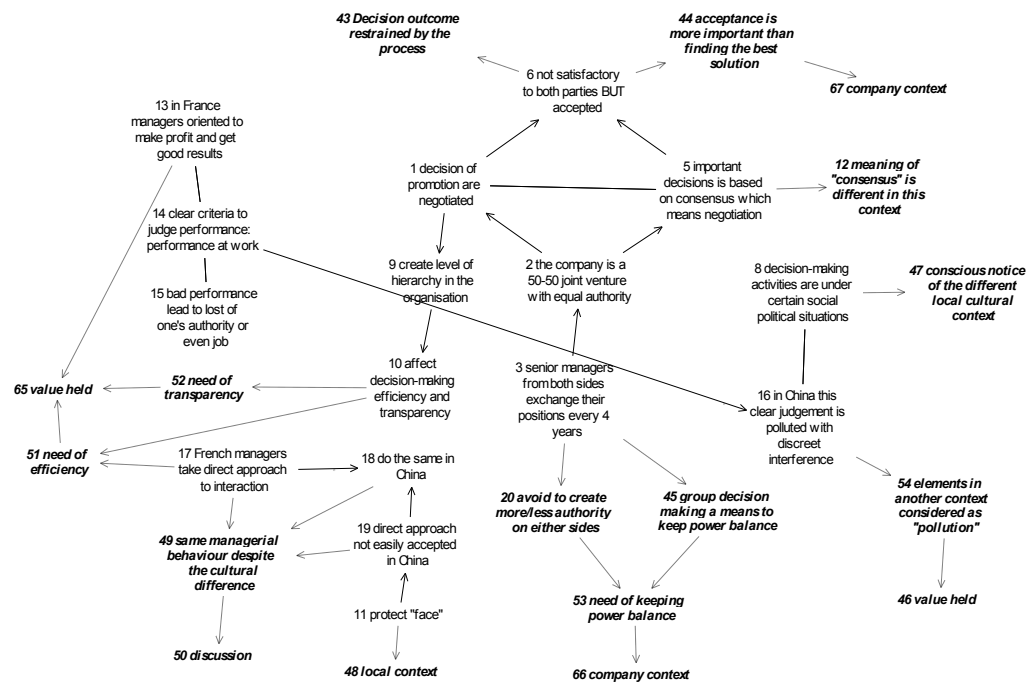 43 Decision outcome
restrained by the
process
44 acceptance is
more important than
finding the best
solution
6 not satisfactory
to both parties BUT
accepted
67 company context
13 in France
managers oriented to
make profit and get
good results
1 decision of
promotion are
negotiated
5 important
decisions is based
on consensus which
means negotiation
12 meaning of
"consensus" is
different in this
context
14 clear criteria to
judge performance:
performance at work
9 create level of
hierarchy in the
organisation
2 the company is a
50-50 joint venture
with equal authority
8 decision-making
activities are under
certain social
political situations
47 conscious notice
of the different
local cultural
context
15 bad performance
lead to lost of
one's authority or
even job
65 value held
52 need of
transparency
10 affect
decision-making
efficiency and
transparency
3 senior managers
from both sides
exchange their
positions every 4
years
16 in China this
clear judgement is
polluted with
discreet
interference
51 need of
efficiency
17 French managers
take direct approach
to interaction
18 do the same in
China
20 avoid to create
more/less authority
on either sides
45 group decision
making a means to
keep power balance
54 elements in
another context
considered as
"pollution"
49 same managerial
behaviour despite
the cultural
difference
19 direct approach
not easily accepted
in China
11 protect "face"
53 need of keeping
power balance
46 value held
50 discussion
48 local context
66 company context